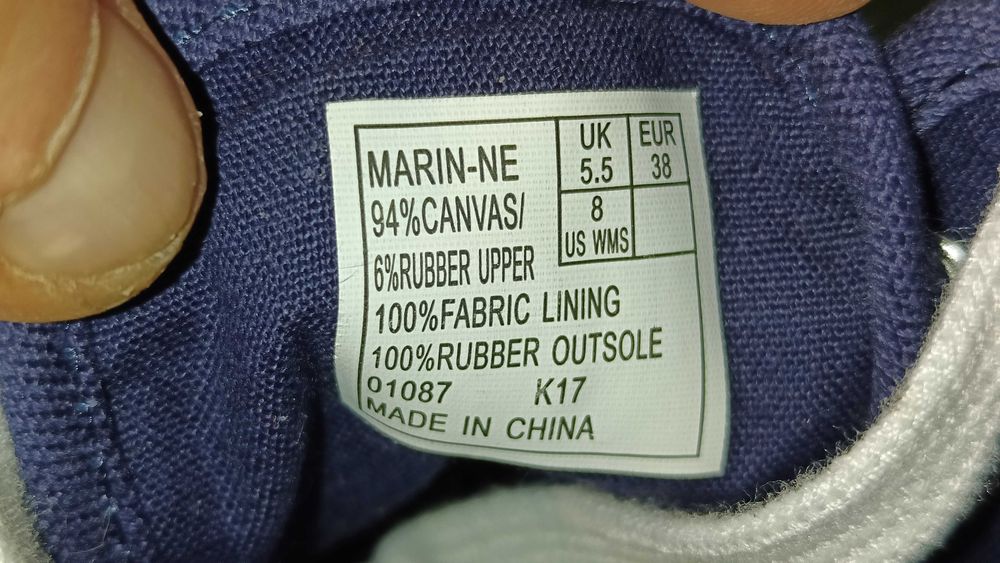 MARIN-NE
94%CANVAS/
6%RUBBER UPPER
100%FABRIC LINING
100%RUBBER OUTSOLE
01087 K17
MADE IN CHINA
UK EUR
5.5 38
8
US WMS